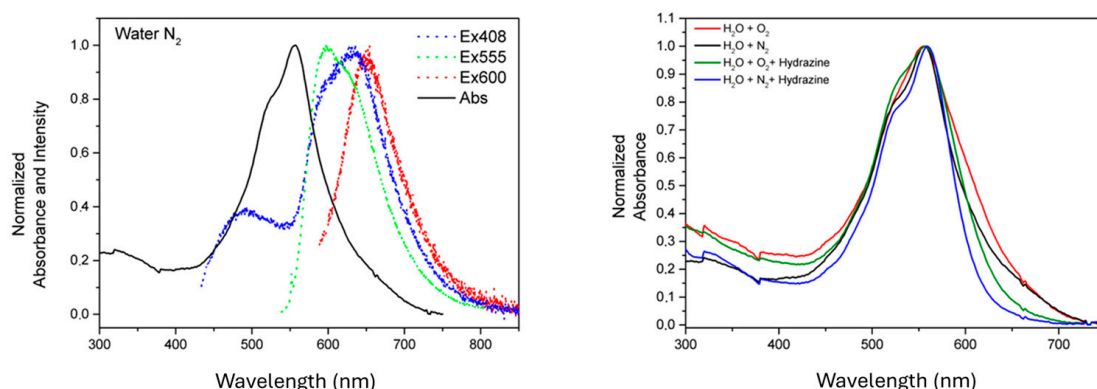 Water N₂
Ex408
Ex555
Ex600
Abs
Normalized
Absorbance and Intensity
1.0
0.8
0.6
0.4
0.2
0.0
300
400
500
600
700
800
Wavelength (nm)
H₂O + O₂
H₂O + N₂
H₂O + O₂+ Hydrazine
H₂O + N₂+ Hydrazine
Normalized
Absorbance
1.1
1.0
0.9
0.8
0.7
0.6
0.5
0.4
0.3
0.2
0.1
0.0
300
400
500
600
700
Wavelength (nm)